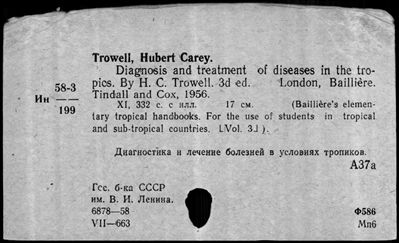 Trowell, Hubert Carey.
Diagnosis and treatment of diseases in the tro-
pics. By H. C. Trowell. 3d ed. London, Baillière.
Tindall and Cox, 1956.
Ин 58-3
199
XI, 332 с. с илл. 17 см. (Baillière's elemen-
tary tropical handbooks. For the use of students in tropical
and sub-tropical countries. [Vol. 3.] ).
Диагностика и лечение болезней в условиях тропиков.
А37а
Гос. б-ка СССР
им. В. И. Ленина.
6878—58
VII—663
Ф586
Мп6